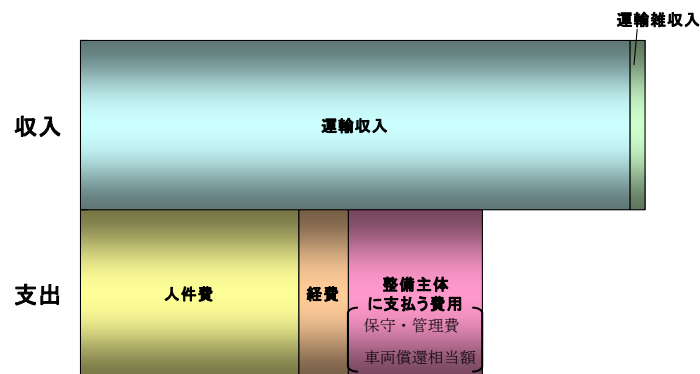 運輸雑収入
収入
運輸収入
支出
人件費
経費
整備主体
に支払う費用
保守・管理費
車両償還相当額